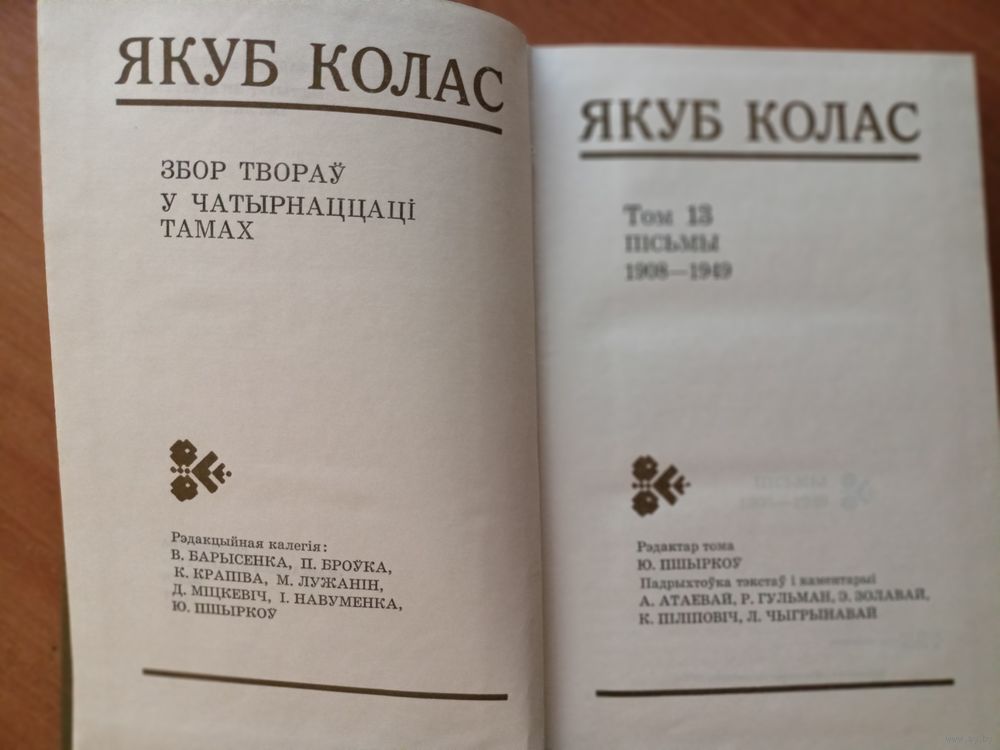 ЯКУБ КОЛАС
ЗБОР ТВОРАЎ
У ЧАТЫРНАЦЦАЦІ
ТАМАХ
Рэдакцыйная калегія:
В. БАРЫСЕНКА, П. БРОЎКА,
К. КРАПІВА, М. ЛУЖАНІН,
Д. МІЦКЕВІЧ, І. НАВУМЕНКА,
Ю. ПШЫРКОЎ
ЯКУБ КОЛАС
Том 13
ПІСЬМЫ
1908—1949
Рэдактар тома
Ю. ПШЫРКОЎ
Падрыхтоўка тэкстаў і каментарыі
А. АТАЕВАЙ, Р. ГУЛЬМАН, Э. ЗОЛАВАЙ,
К. ПІЛІПОВІЧ, Л. ЧЫГРЫНАВАЙ